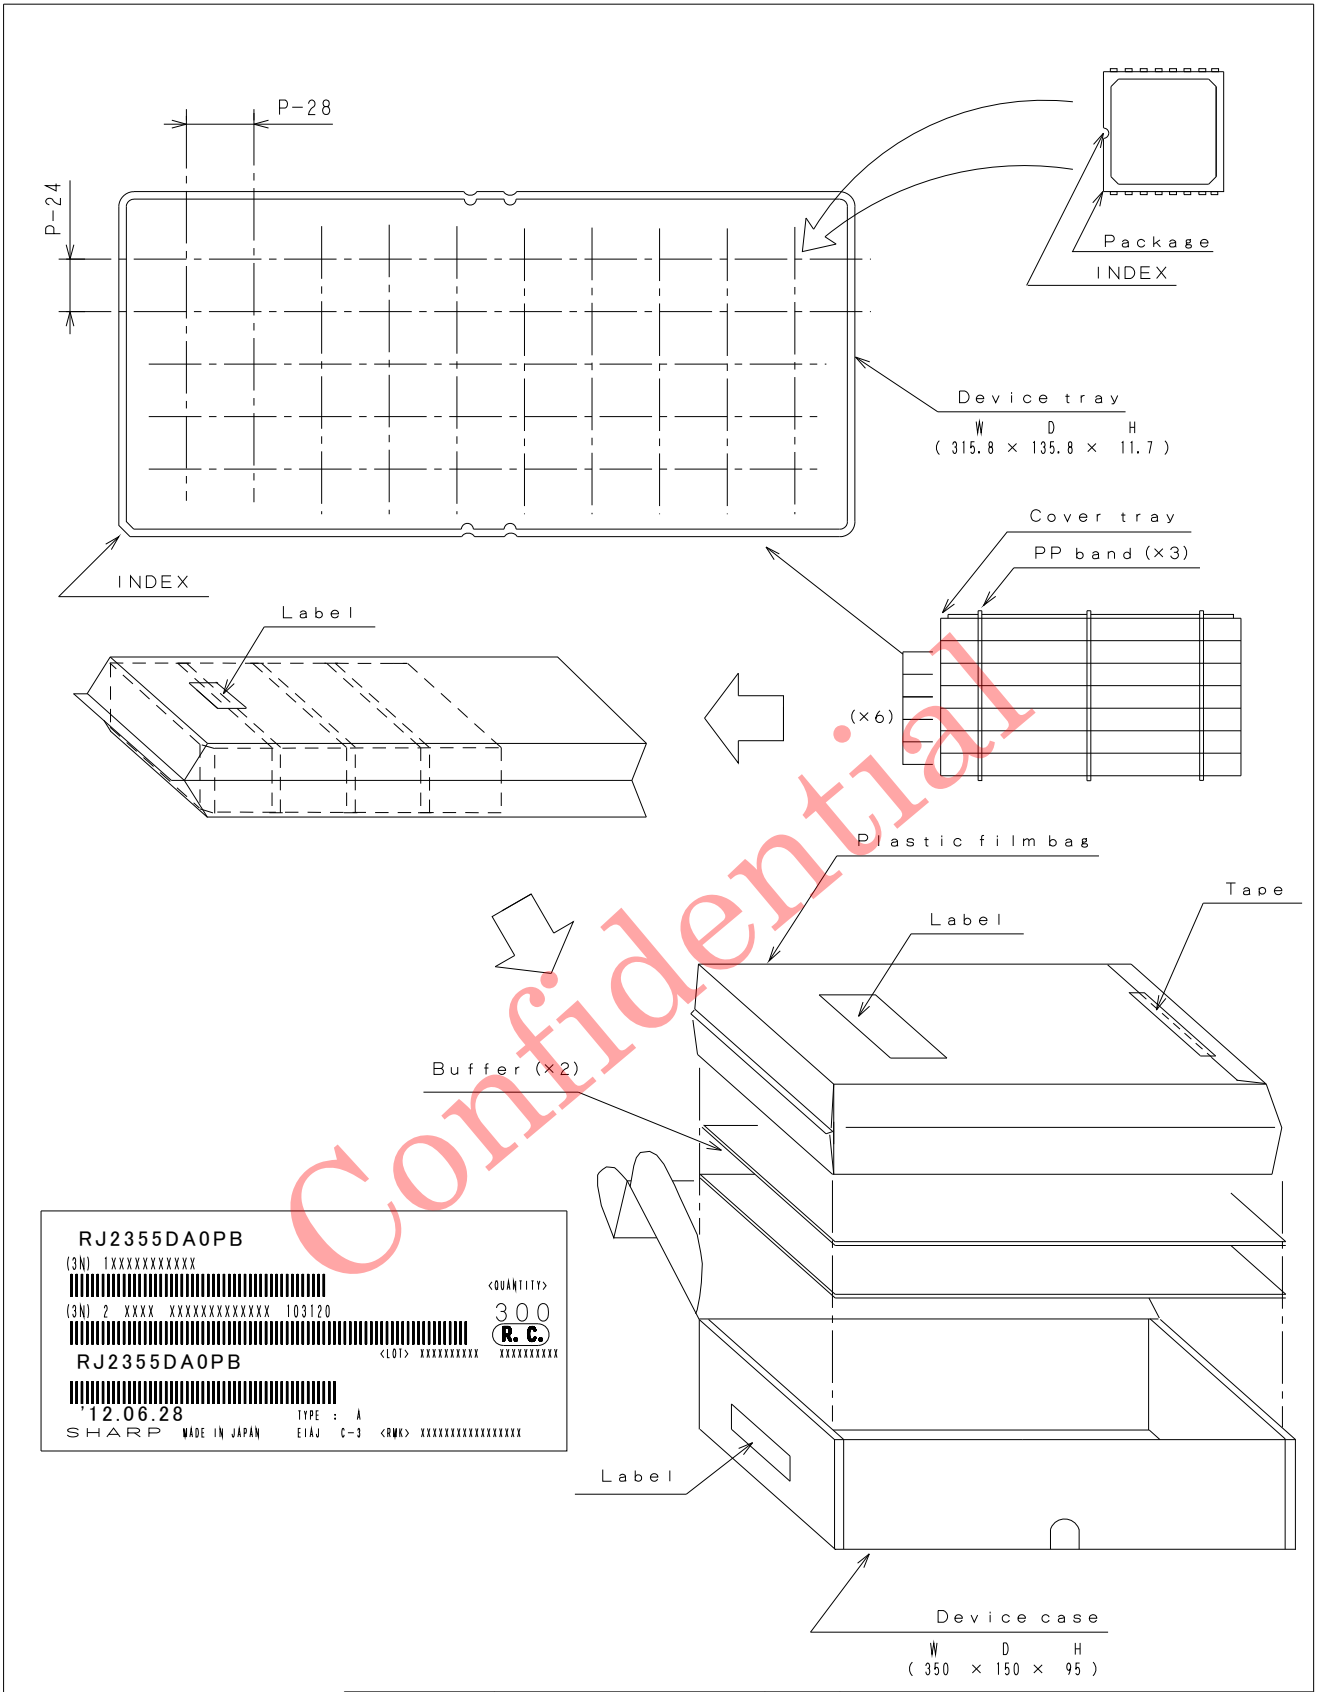 P-28
P-24
Package
INDEX
Device tray
W D H
( 315.8 × 135.8 × 11.7 )
Cover tray
PP band (×3)
INDEX
Label
(×6)
Plastic film bag
Tape
Label
Buffer (×2)
Confidential
RJ2355DA0PB
(3N) 1XXXXXXXXXXX
<QUANTITY>
(3N) 2 XXXX XXXXXXXXXXXXX 103120
300
R. C.
<LOT> XXXXXXXXXX XXXXXXXXXX
RJ2355DA0PB
'12.06.28
TYPE : A
SHARP MADE IN JAPAN EIAJ C-3 <RMK> XXXXXXXXXXXXXXXXX
Label
Device case
W D H
( 350 × 150 × 95 )